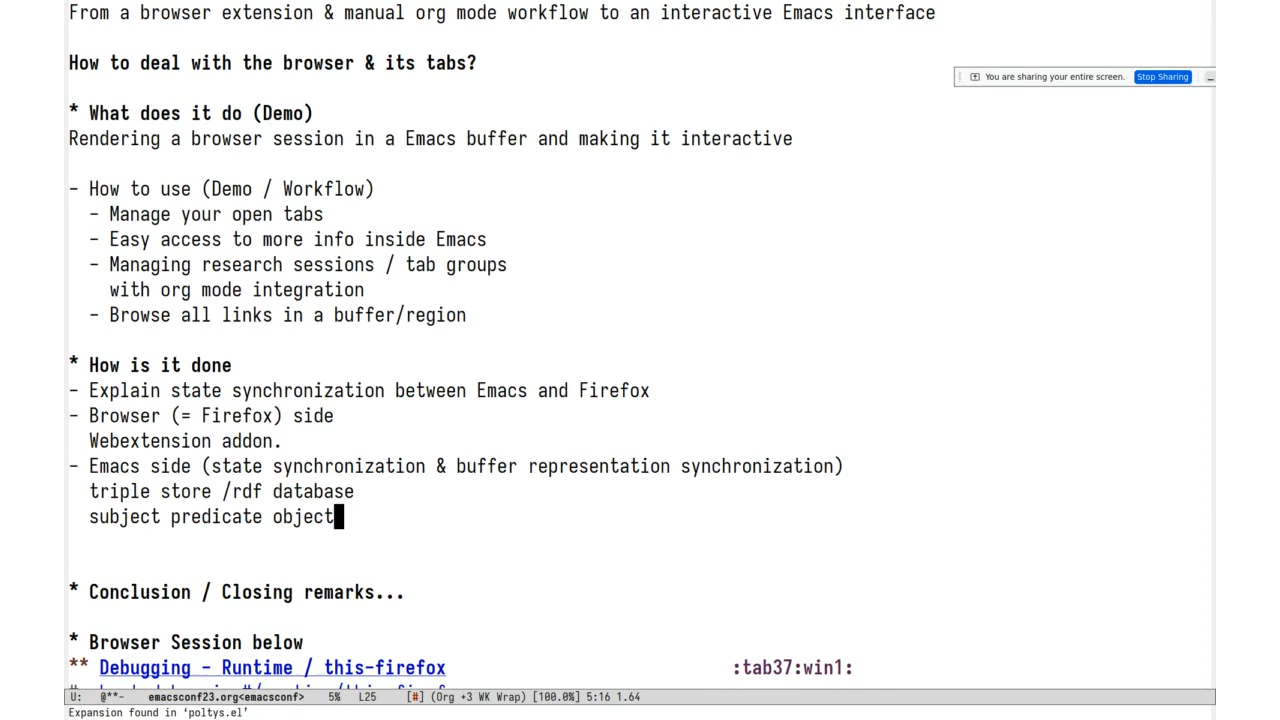 From a browser extension & manual org mode workflow to an interactive Emacs interface
How to deal with the browser & its tabs?
You are sharing your entire screen. Stop Sharing
* What does it do (Demo)
Rendering a browser session in a Emacs buffer and making it interactive
- How to use (Demo / Workflow)
- Manage your open tabs
- Easy access to more info inside Emacs
- Managing research sessions / tab groups
with org mode integration
- Browse all links in a buffer/region
* How is it done
- Explain state synchronization between Emacs and Firefox
- Browser (= Firefox) side
Webextension addon.
- Emacs side (state synchronization & buffer representation synchronization)
triple store /rdf database
subject predicate object
* Conclusion / Closing remarks...
* Browser Session below
** Debugging - Runtime / this-firefox :tab37:win1:
U: @**- emacsconf23.org<emacsconf> 5% L25 [#] (Org +3 WK Wrap) [100.0%] 5:16 1.64
Expansion found in ‘poltys.el’